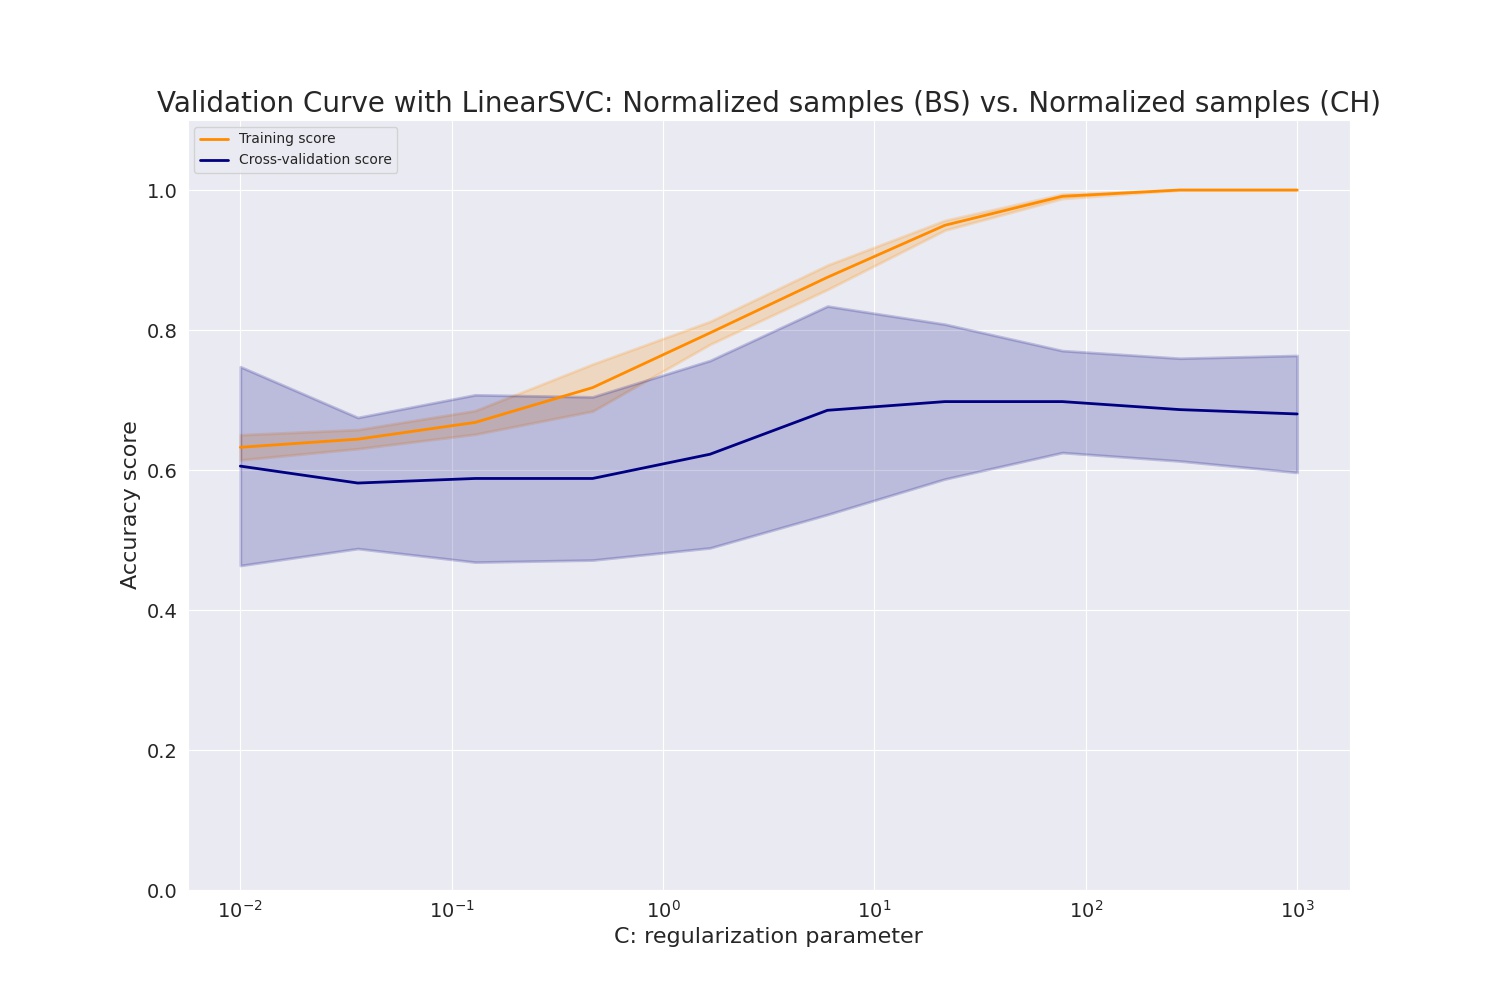 Validation Curve with LinearSVC: Normalized samples (BS) vs. Normalized samples (CH)
Training score
Cross-validation score
1.0
0.8
0.6
0.4
0.2
0.0
Accuracy score
10⁻² 10⁻¹ 10⁰ 10¹ 10² 10³
C: regularization parameter